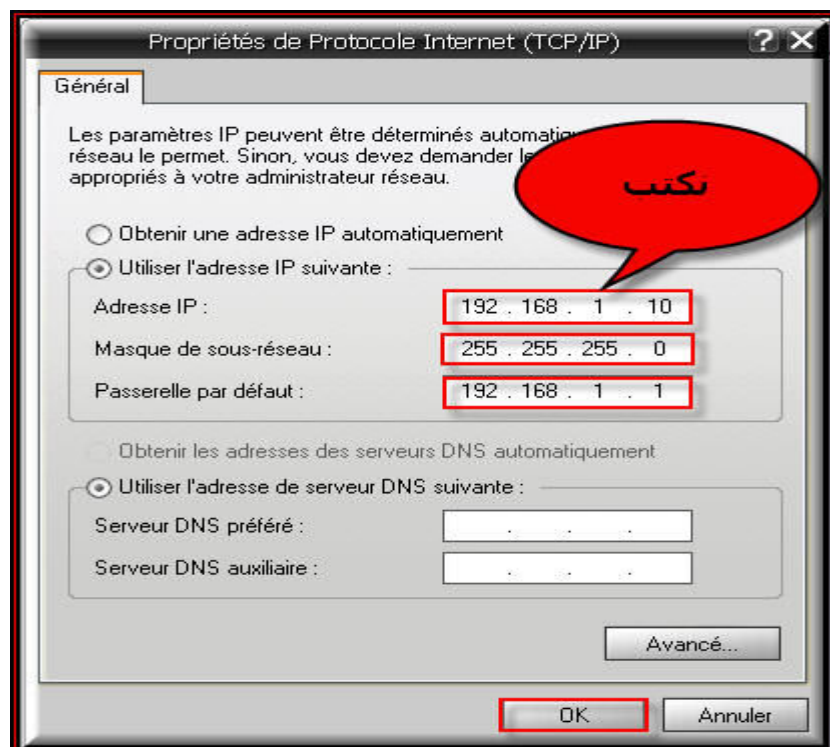 Propriétés de Protocole Internet (TCP/IP)
Général
Les paramètres IP peuvent être déterminés
réseau le permet. Sinon, vous devez demander
appropriés à votre administrateur réseau.
نكتب
Obtenir une adresse IP automatiquement
Utiliser l'adresse IP suivante :
Adresse IP : 192 . 168 . 1 . 10
Masque de sous-réseau : 255 . 255 . 255 . 0
Passerelle par défaut : 192 . 168 . 1 . 1
Obtenir les adresses des serveurs DNS automatiquement
Utiliser l'adresse de serveur DNS suivante :
Serveur DNS préféré : . . .
Serveur DNS auxiliaire : . . .
Avancé...
OK Annuler